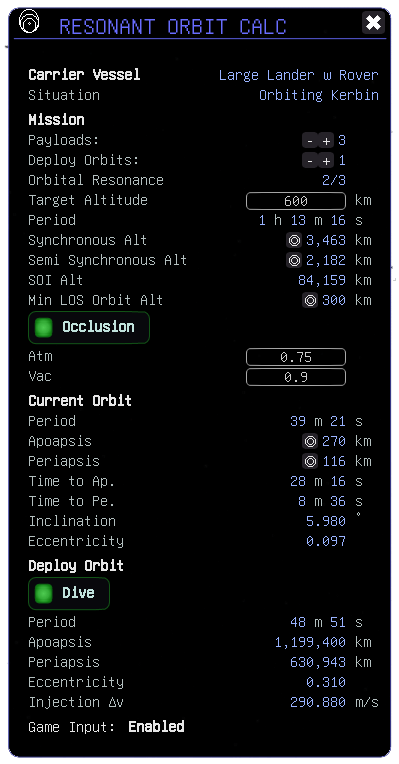 RESONANT ORBIT CALC
Carrier Vessel Large Lander w Rover
Situation Orbiting Kerbin
Mission
Payloads: - + 3
Deploy Orbits: - + 1
Orbital Resonance 2/3
Target Altitude 600 km
Period 1 h 13 m 16 s
Synchronous Alt 3,463 km
Semi Synchronous Alt 2,182 km
SOI Alt 84,159 km
Min LOS Orbit Alt 300 km
Occlusion
Atm 0.75
Vac 0.9
Current Orbit
Period 39 m 21 s
Apoapsis 270 km
Periapsis 116 km
Time to Ap. 28 m 16 s
Time to Pe. 8 m 36 s
Inclination 5.980 °
Eccentricity 0.097
Deploy Orbit
Dive
Period 48 m 51 s
Apoapsis 1,199,400 km
Periapsis 630,943 km
Eccentricity 0.310
Injection Δv 290.880 m/s
Game Input: Enabled